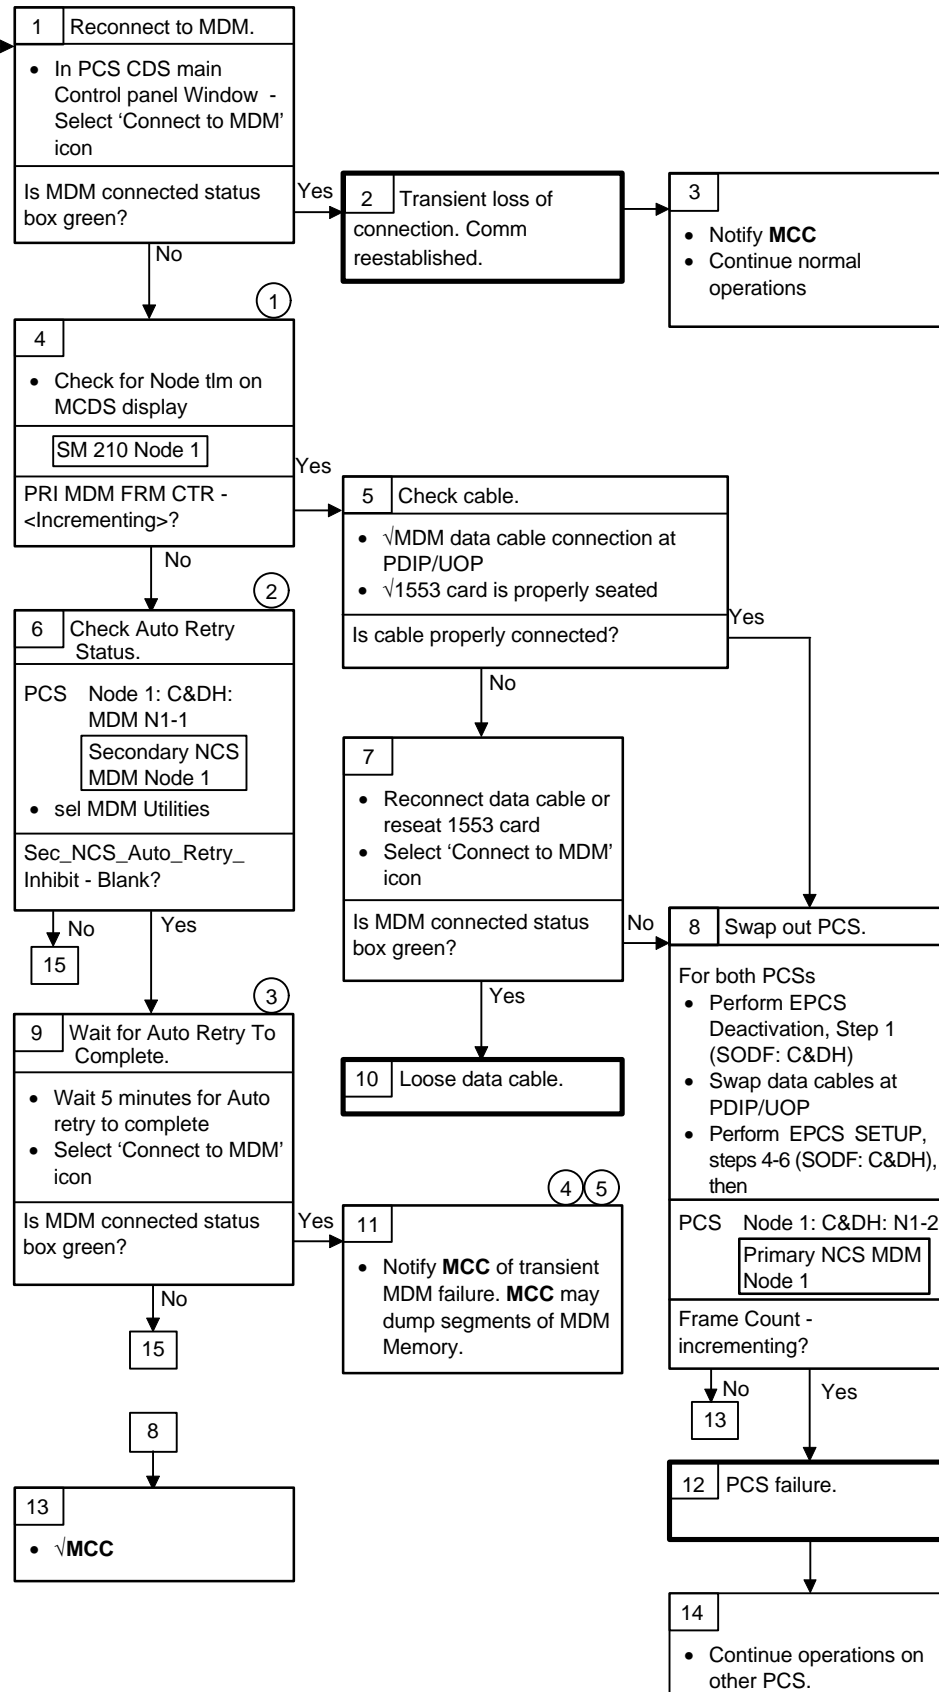 1 Reconnect to MDM.
• In PCS CDS main
Control panel Window -
Select ‘Connect to MDM’
icon
Is MDM connected status
box green?
Yes
No
2 Transient loss of
connection. Comm
reestablished.
3
• Notify MCC
• Continue normal
operations
1
4
• Check for Node tlm on
MCDS display
SM 210 Node 1
PRI MDM FRM CTR -
<Incrementing>?
Yes
No
5 Check cable.
• √MDM data cable connection at
PDIP/UOP
• √1553 card is properly seated
Is cable properly connected?
Yes
No
2
6 Check Auto Retry
Status.
PCS Node 1: C&DH:
MDM N1-1
Secondary NCS
MDM Node 1
• sel MDM Utilities
Sec_NCS_Auto_Retry_
Inhibit - Blank?
No
Yes
15
7
• Reconnect data cable or
reseat 1553 card
• Select ‘Connect to MDM’
icon
Is MDM connected status
box green?
No
Yes
8 Swap out PCS.
For both PCSs
• Perform EPCS
Deactivation, Step 1
(SODF: C&DH)
• Swap data cables at
PDIP/UOP
• Perform EPCS SETUP,
steps 4-6 (SODF: C&DH),
then
PCS Node 1: C&DH: N1-2
Primary NCS MDM
Node 1
Frame Count -
incrementing?
No
Yes
13
3
9 Wait for Auto Retry To
Complete.
• Wait 5 minutes for Auto
retry to complete
• Select ‘Connect to MDM’
icon
Is MDM connected status
box green?
Yes
No
15
10 Loose data cable.
4 5
11
• Notify MCC of transient
MDM failure. MCC may
dump segments of MDM
Memory.
12 PCS failure.
8
13
• √MCC
14
• Continue operations on
other PCS.